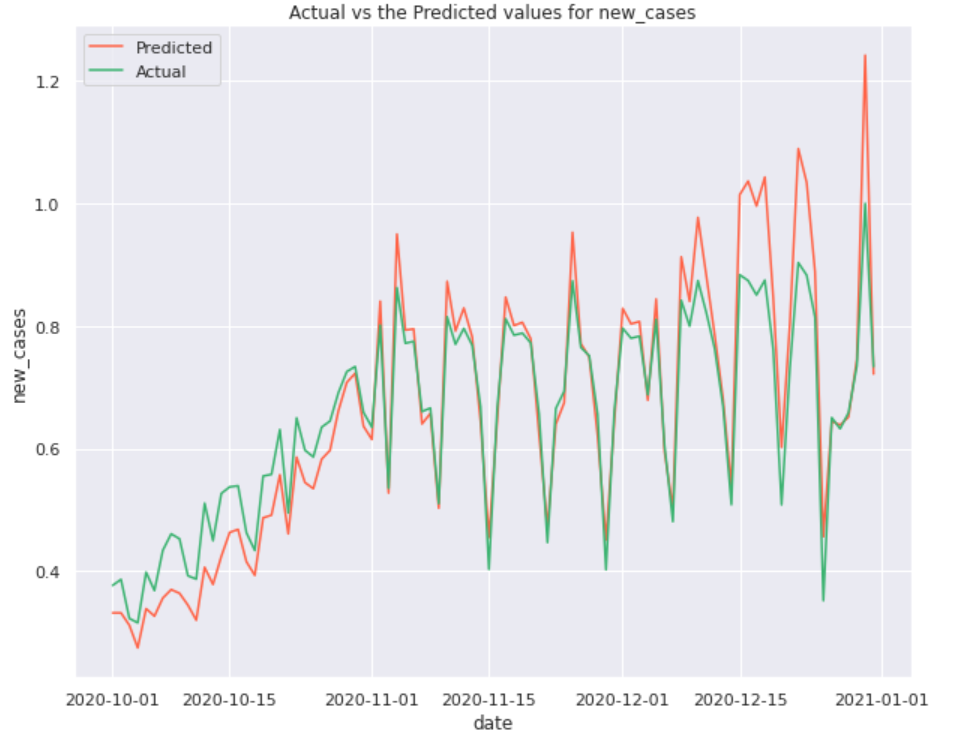 Actual vs the Predicted values for new_cases
Predicted
Actual
1.2
1.0
0.8
0.6
0.4
new_cases
2020-10-01 2020-10-15 2020-11-01 2020-11-15 2020-12-01 2020-12-15 2021-01-01
date